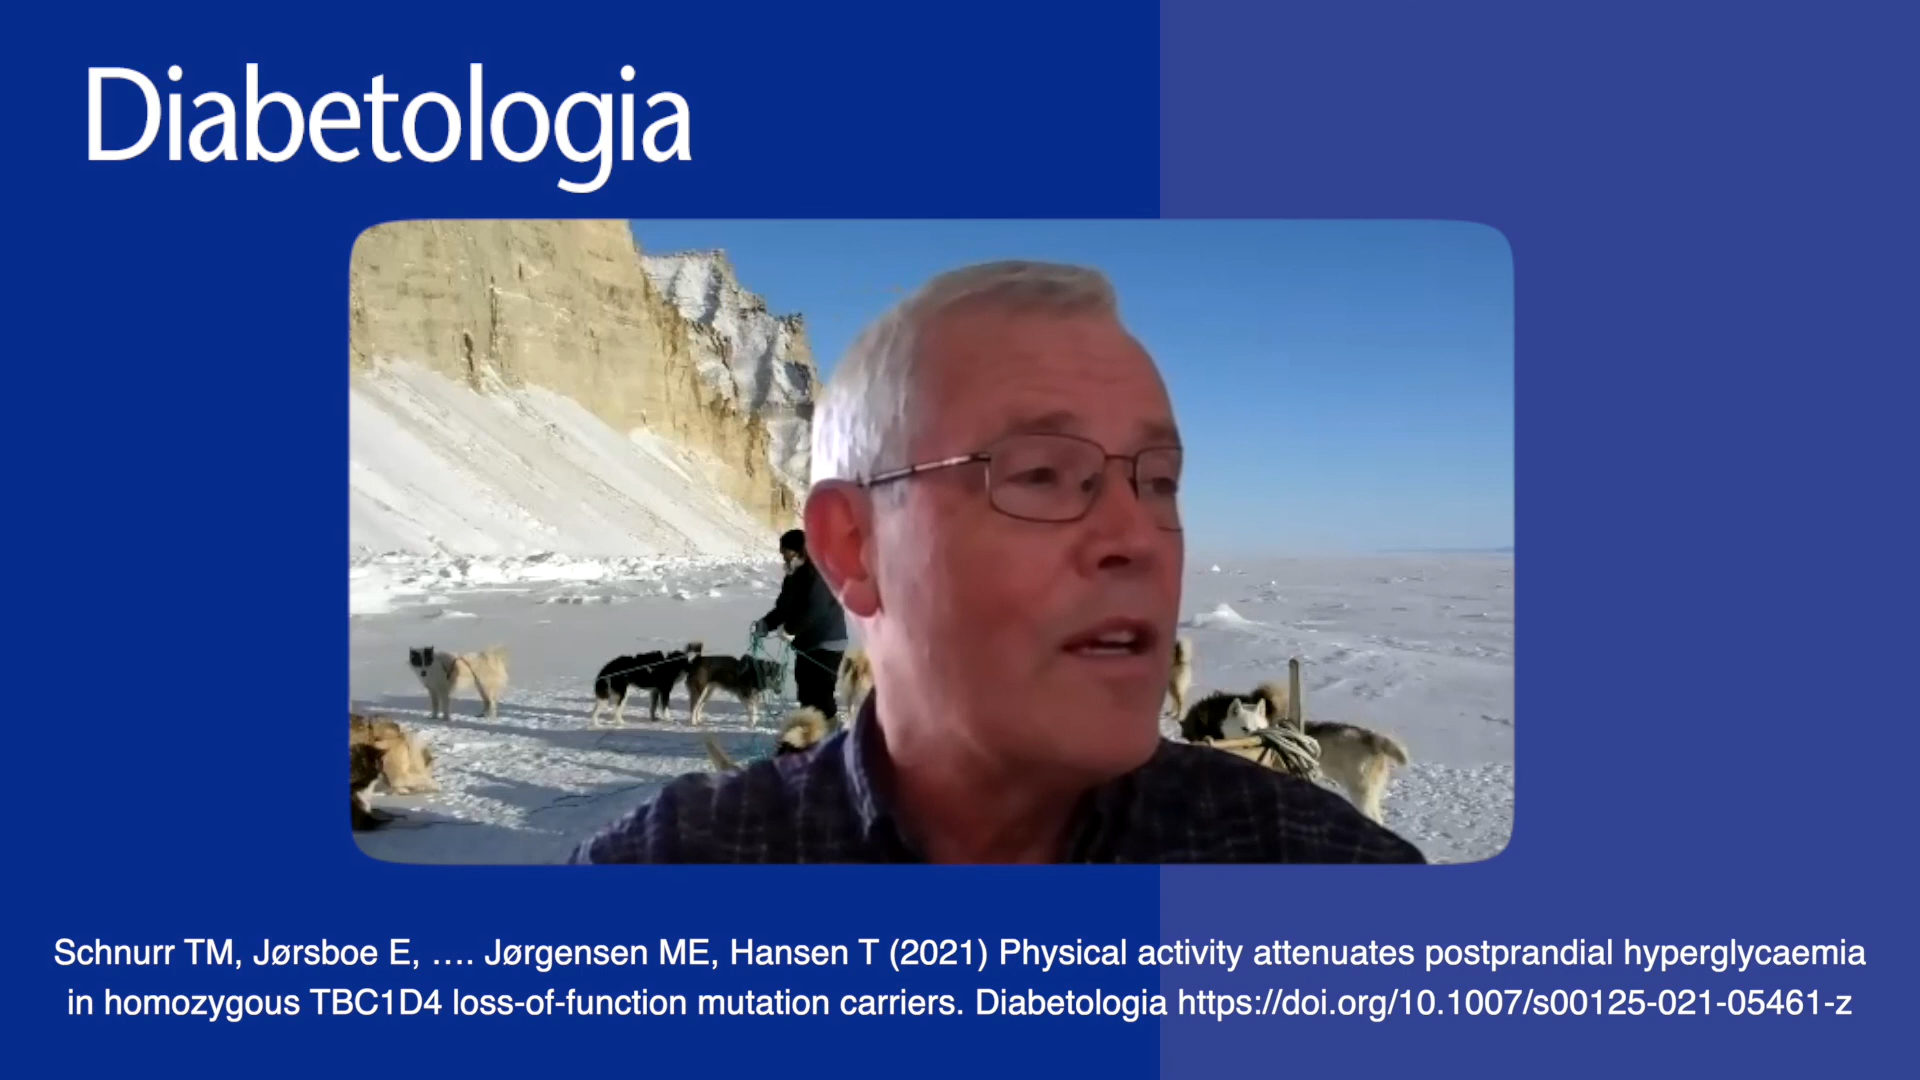 Diabetologia
Schnurr TM, Jørsboe E, …. Jørgensen ME, Hansen T (2021) Physical activity attenuates postprandial hyperglycaemia
in homozygous TBC1D4 loss-of-function mutation carriers. Diabetologia https://doi.org/10.1007/s00125-021-05461-z